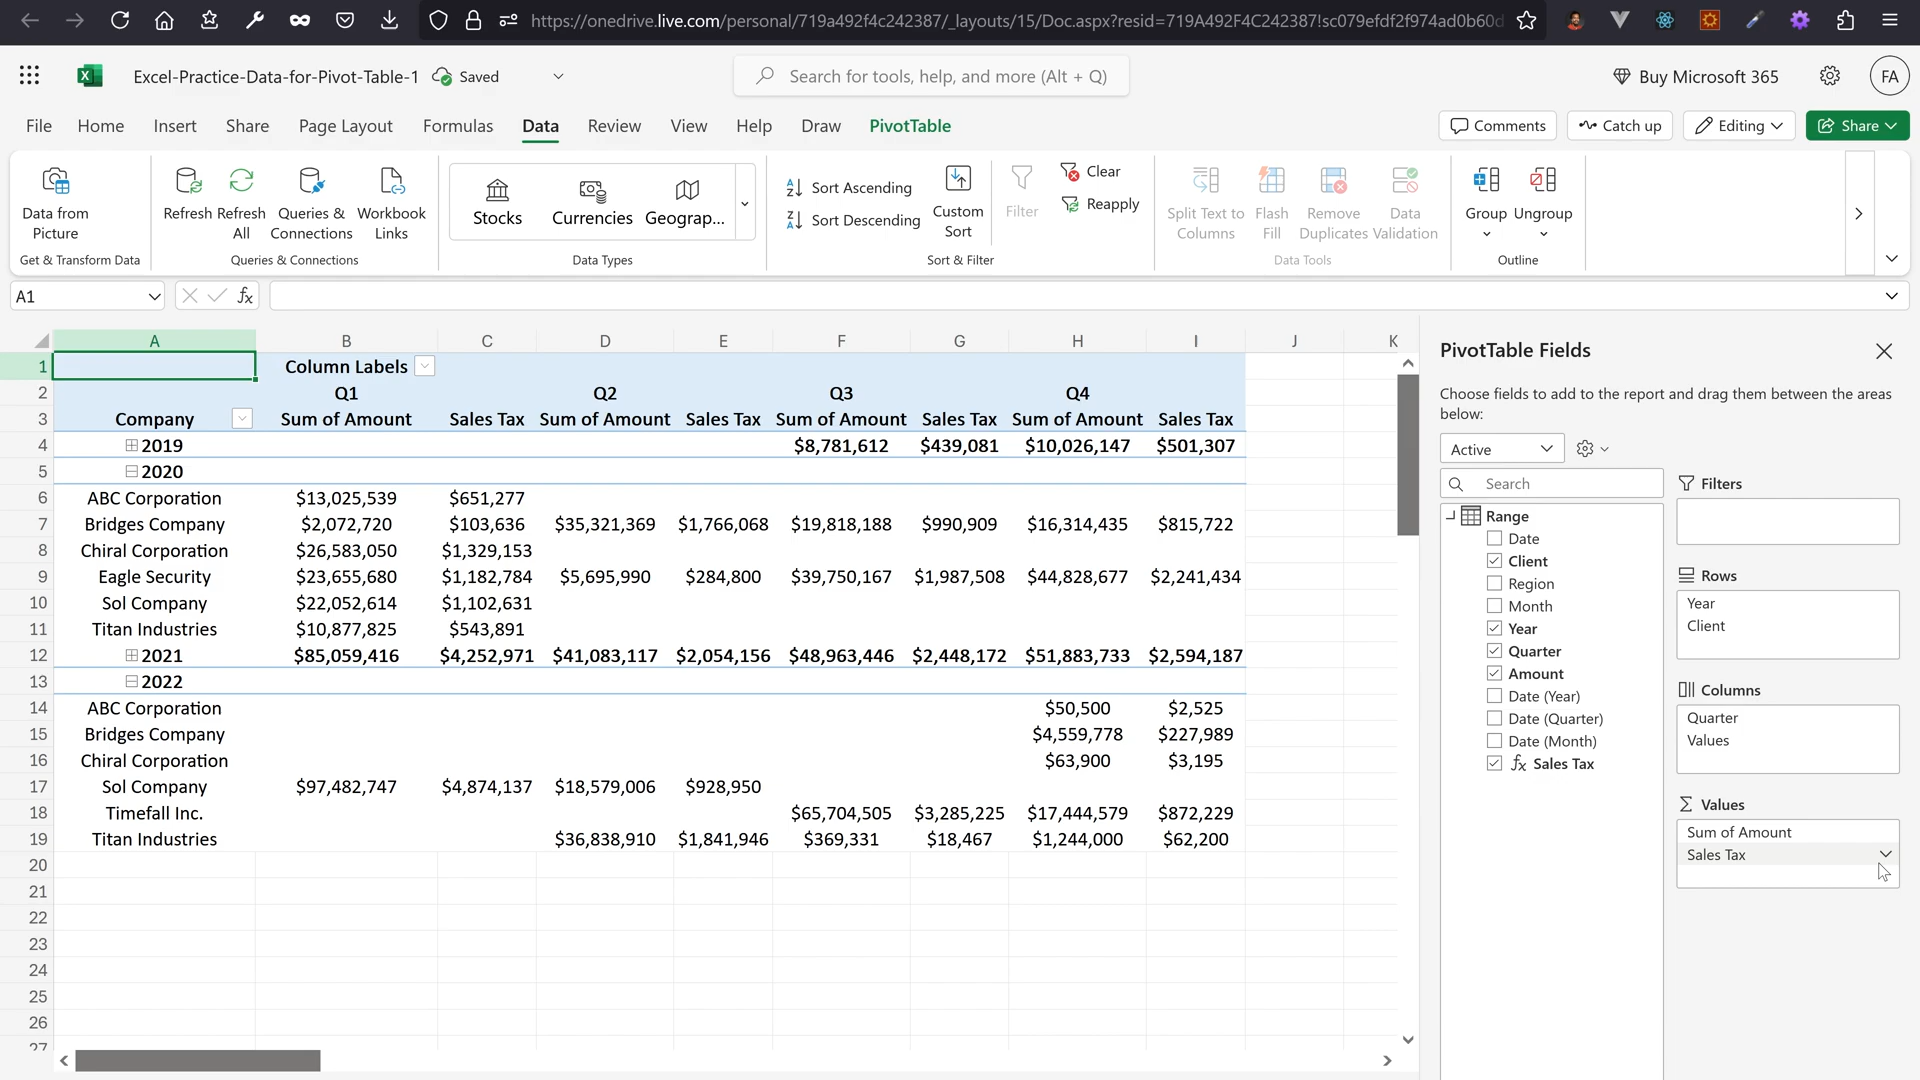 https://onedrive.live.com/personal/719a492f4c242387/_layouts/15/Doc.aspx?resid=719A492F4C242387!sc079efdf2f974ad0b60d
Excel-Practice-Data-for-Pivot-Table-1 Saved
Search for tools, help, and more (Alt + Q)
Buy Microsoft 365
FA
File Home Insert Share Page Layout Formulas Data Review View Help Draw PivotTable
Comments Catch up Editing Share
Data from Picture
Get & Transform Data
Refresh Refresh All Queries & Connections Workbook Links
Queries & Connections
Stocks Currencies Geograp...
Data Types
Sort Ascending
Sort Descending
Custom Sort
Filter
Clear
Reapply
Sort & Filter
Split Text to Columns Flash Fill Remove Duplicates Data Validation
Data Tools
Group Ungroup
Outline
A1
fx
A B C D E F G H I J K
1 Column Labels
2 Q1 Q2 Q3 Q4
3 Company Sum of Amount Sales Tax Sum of Amount Sales Tax Sum of Amount Sales Tax Sum of Amount Sales Tax
4 2019 $8,781,612 $439,081 $10,026,147 $501,307
5 2020
6 ABC Corporation $13,025,539 $651,277
7 Bridges Company $2,072,720 $103,636 $35,321,369 $1,766,068 $19,818,188 $990,909 $16,314,435 $815,722
8 Chiral Corporation $26,583,050 $1,329,153
9 Eagle Security $23,655,680 $1,182,784 $5,695,990 $284,800 $39,750,167 $1,987,508 $44,828,677 $2,241,434
10 Sol Company $22,052,614 $1,102,631
11 Titan Industries $10,877,825 $543,891
12 2021 $85,059,416 $4,252,971 $41,083,117 $2,054,156 $48,963,446 $2,448,172 $51,883,733 $2,594,187
13 2022
14 ABC Corporation $50,500 $2,525
15 Bridges Company $4,559,778 $227,989
16 Chiral Corporation $63,900 $3,195
17 Sol Company $97,482,747 $4,874,137 $18,579,006 $928,950
18 Timefall Inc. $65,704,505 $3,285,225 $17,444,579 $872,229
19 Titan Industries $36,838,910 $1,841,946 $369,331 $18,467 $1,244,000 $62,200
20
21
22
23
24
25
26
27
PivotTable Fields
Choose fields to add to the report and drag them between the areas
below:
Active
Search
Range
Date
Client
Region
Month
Year
Quarter
Amount
Date (Year)
Date (Quarter)
Date (Month)
fx Sales Tax
Filters
Rows
Year
Client
Columns
Quarter
Values
Σ Values
Sum of Amount
Sales Tax